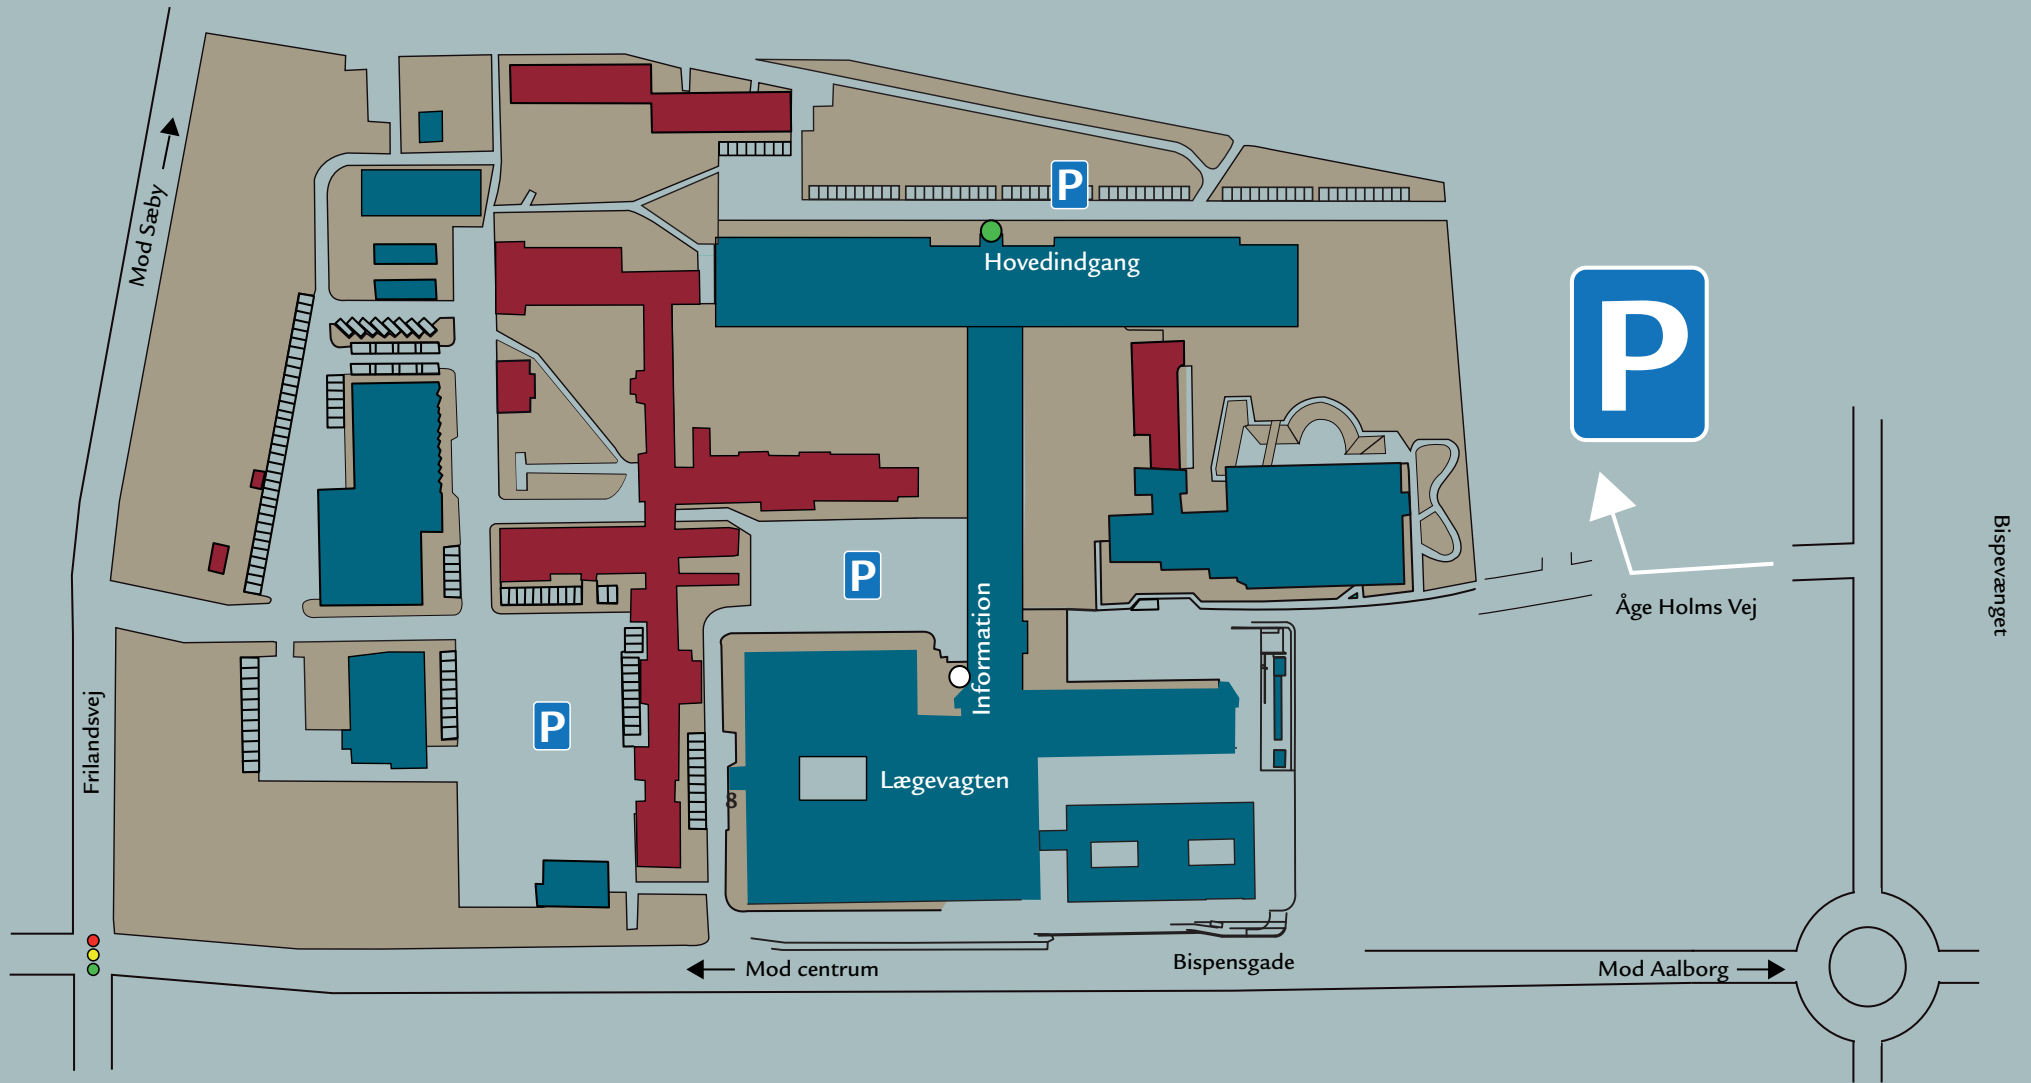 P
Hovedindgang
Mod Sæby
P
P
Information
Åge Holms Vej
Bispevænget
P
Frilandsvej
Lægevagten
8
Mod centrum
Bispensgade
Mod Aalborg